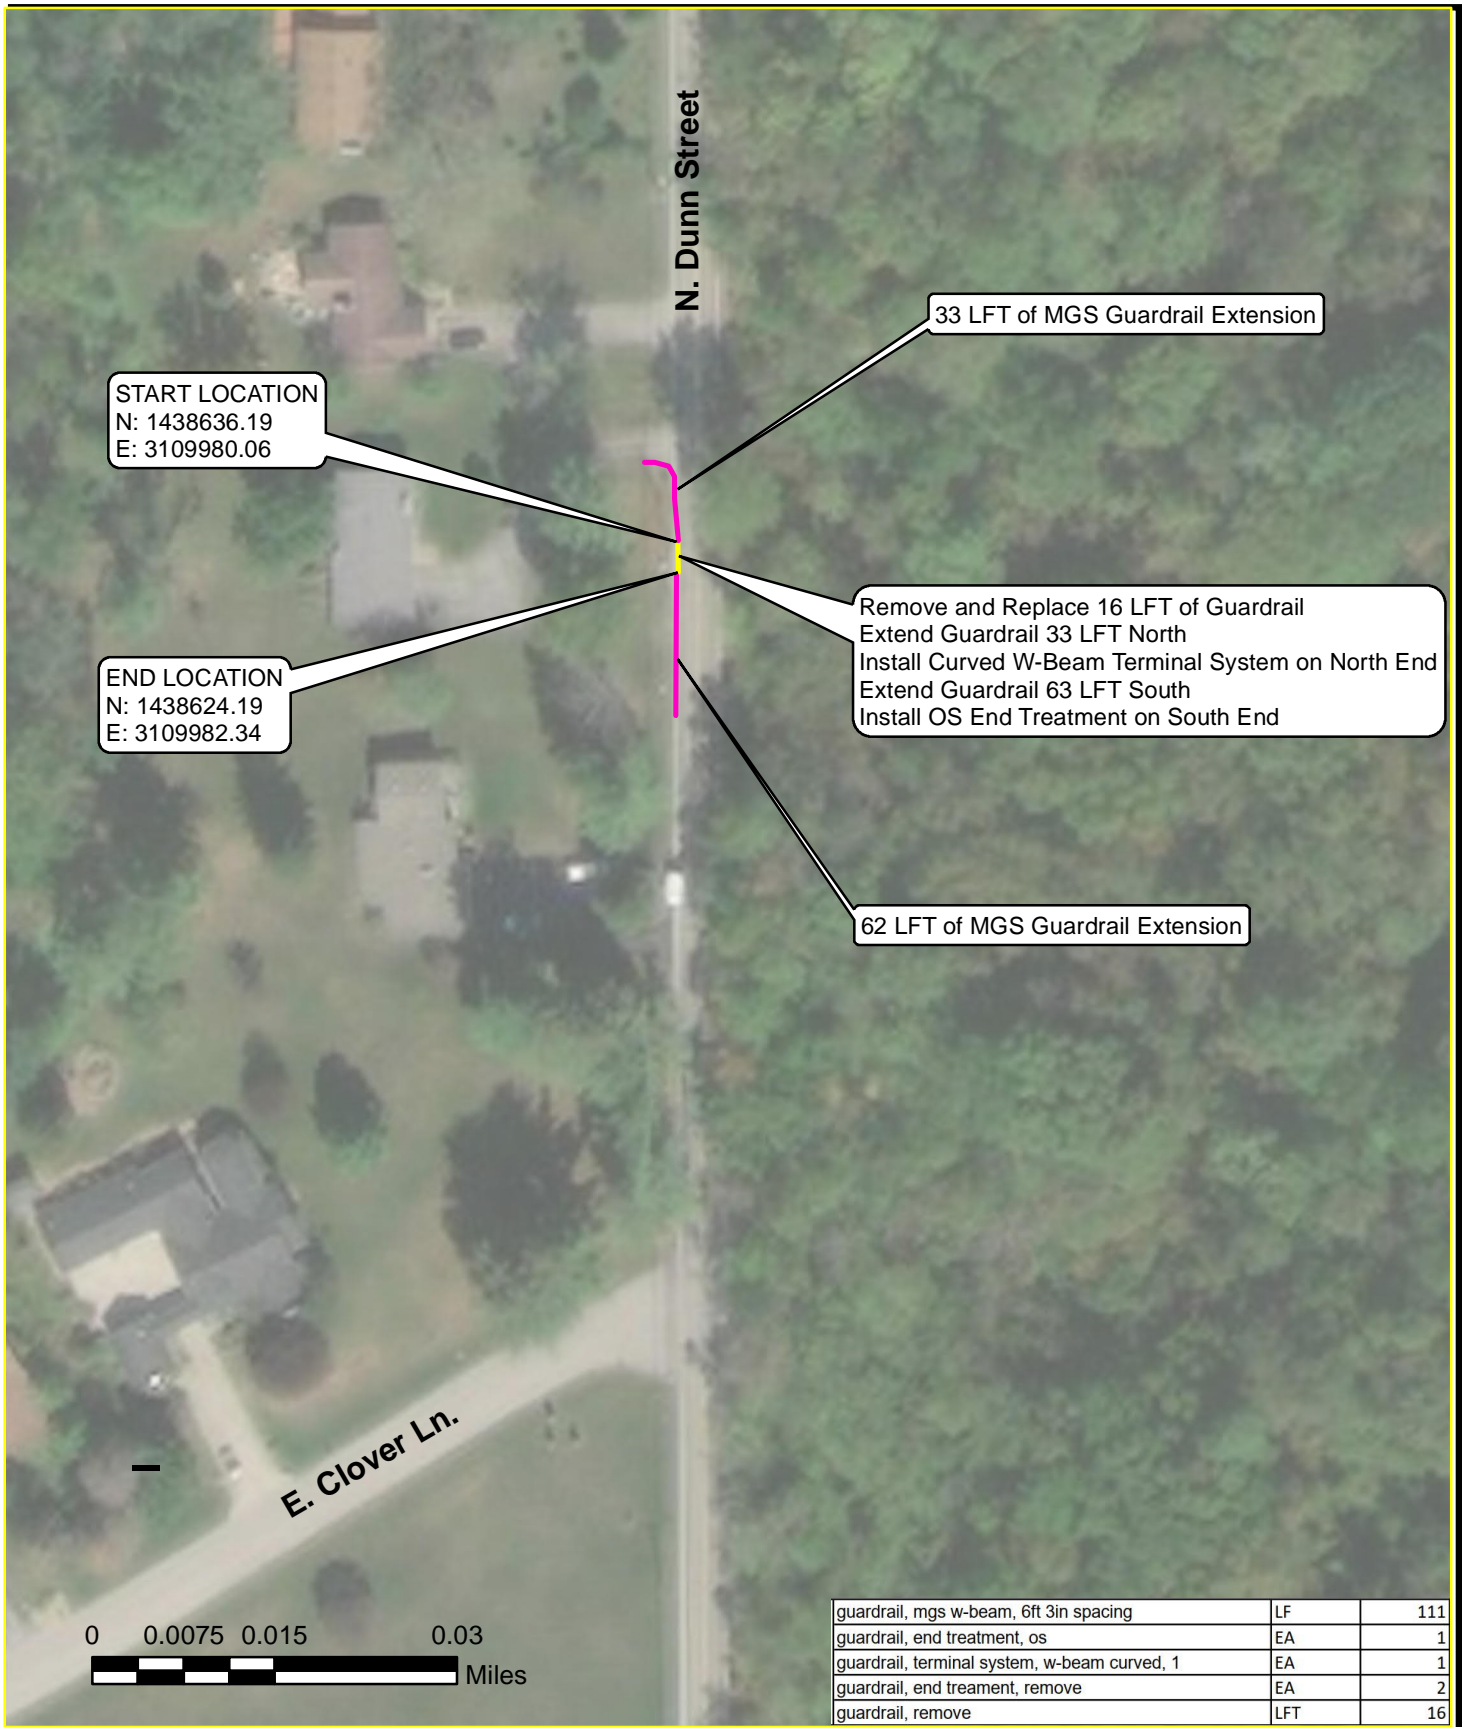 N. Dunn Street
33 LFT of MGS Guardrail Extension
START LOCATION
N: 1438636.19
E: 3109980.06
Remove and Replace 16 LFT of Guardrail
Extend Guardrail 33 LFT North
Install Curved W-Beam Terminal System on North End
Extend Guardrail 63 LFT South
Install OS End Treatment on South End
END LOCATION
N: 1438624.19
E: 3109982.34
62 LFT of MGS Guardrail Extension
E. Clover Ln.
0 0.0075 0.015 0.03
Miles
guardrail, mgs w-beam, 6ft 3in spacing LF 111
guardrail, end treatment, os EA 1
guardrail, terminal system, w-beam curved, 1 EA 1
guardrail, end treament, remove EA 2
guardrail, remove LFT 16